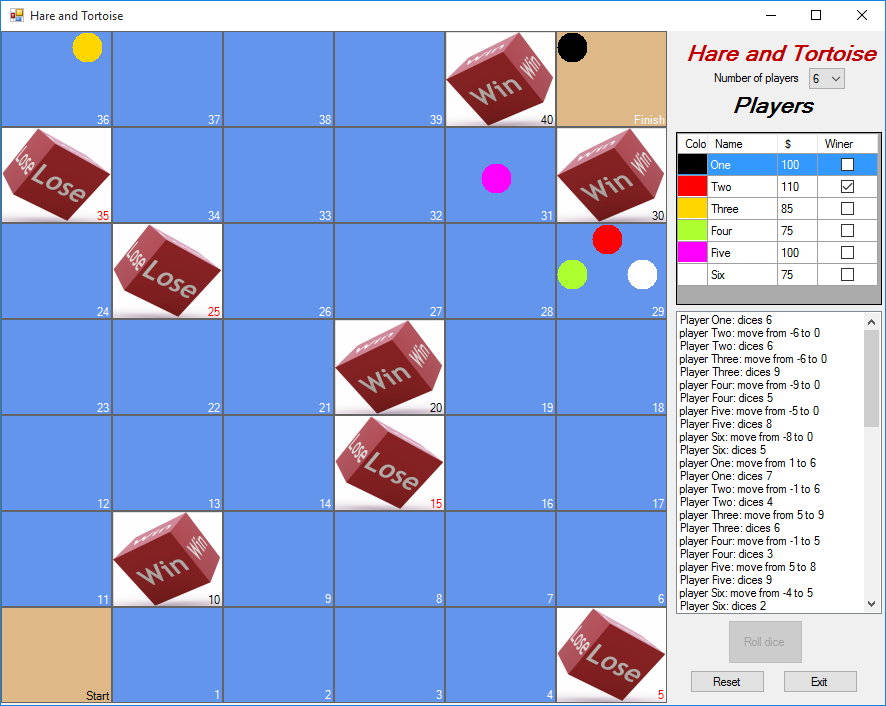 Hare and Tortoise
36 37 38 39 Win Win Win 40 Finish
Lose Lose Lose 35 34 33 32 31 Win Win Win 30
24 Lose Lose Lose 25 26 27 28 29
23 22 21 Win Win Win 20 19 18
12 13 14 Lose Lose Lose 15 16 17
11 Win Win Win 10 9 8 7 6
Start 1 2 3 4 Lose Lose Lose 5
Hare and Tortoise
Number of players 6
Players
Colo Name $ Winer
One 100
Two 110
Three 85
Four 75
Five 100
Six 75
Player One: dices 6
player Two: move from -6 to 0
Player Two: dices 6
player Three: move from -6 to 0
Player Three: dices 9
player Four: move from -9 to 0
Player Four: dices 5
player Five: move from -5 to 0
Player Five: dices 8
player Six: move from -8 to 0
Player Six: dices 5
player One: move from 1 to 6
Player One: dices 7
player Two: move from -1 to 6
Player Two: dices 4
player Three: move from 5 to 9
Player Three: dices 6
player Four: move from -1 to 5
Player Four: dices 3
player Five: move from 5 to 8
Player Five: dices 9
player Six: move from -4 to 5
Player Six: dices 2
Roll dice
Reset Exit